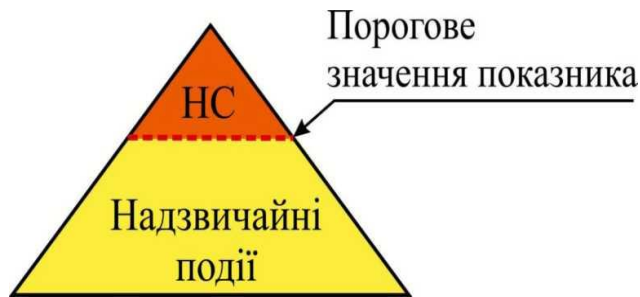 Порогове
значення показника
НС
Надзвичайні
події